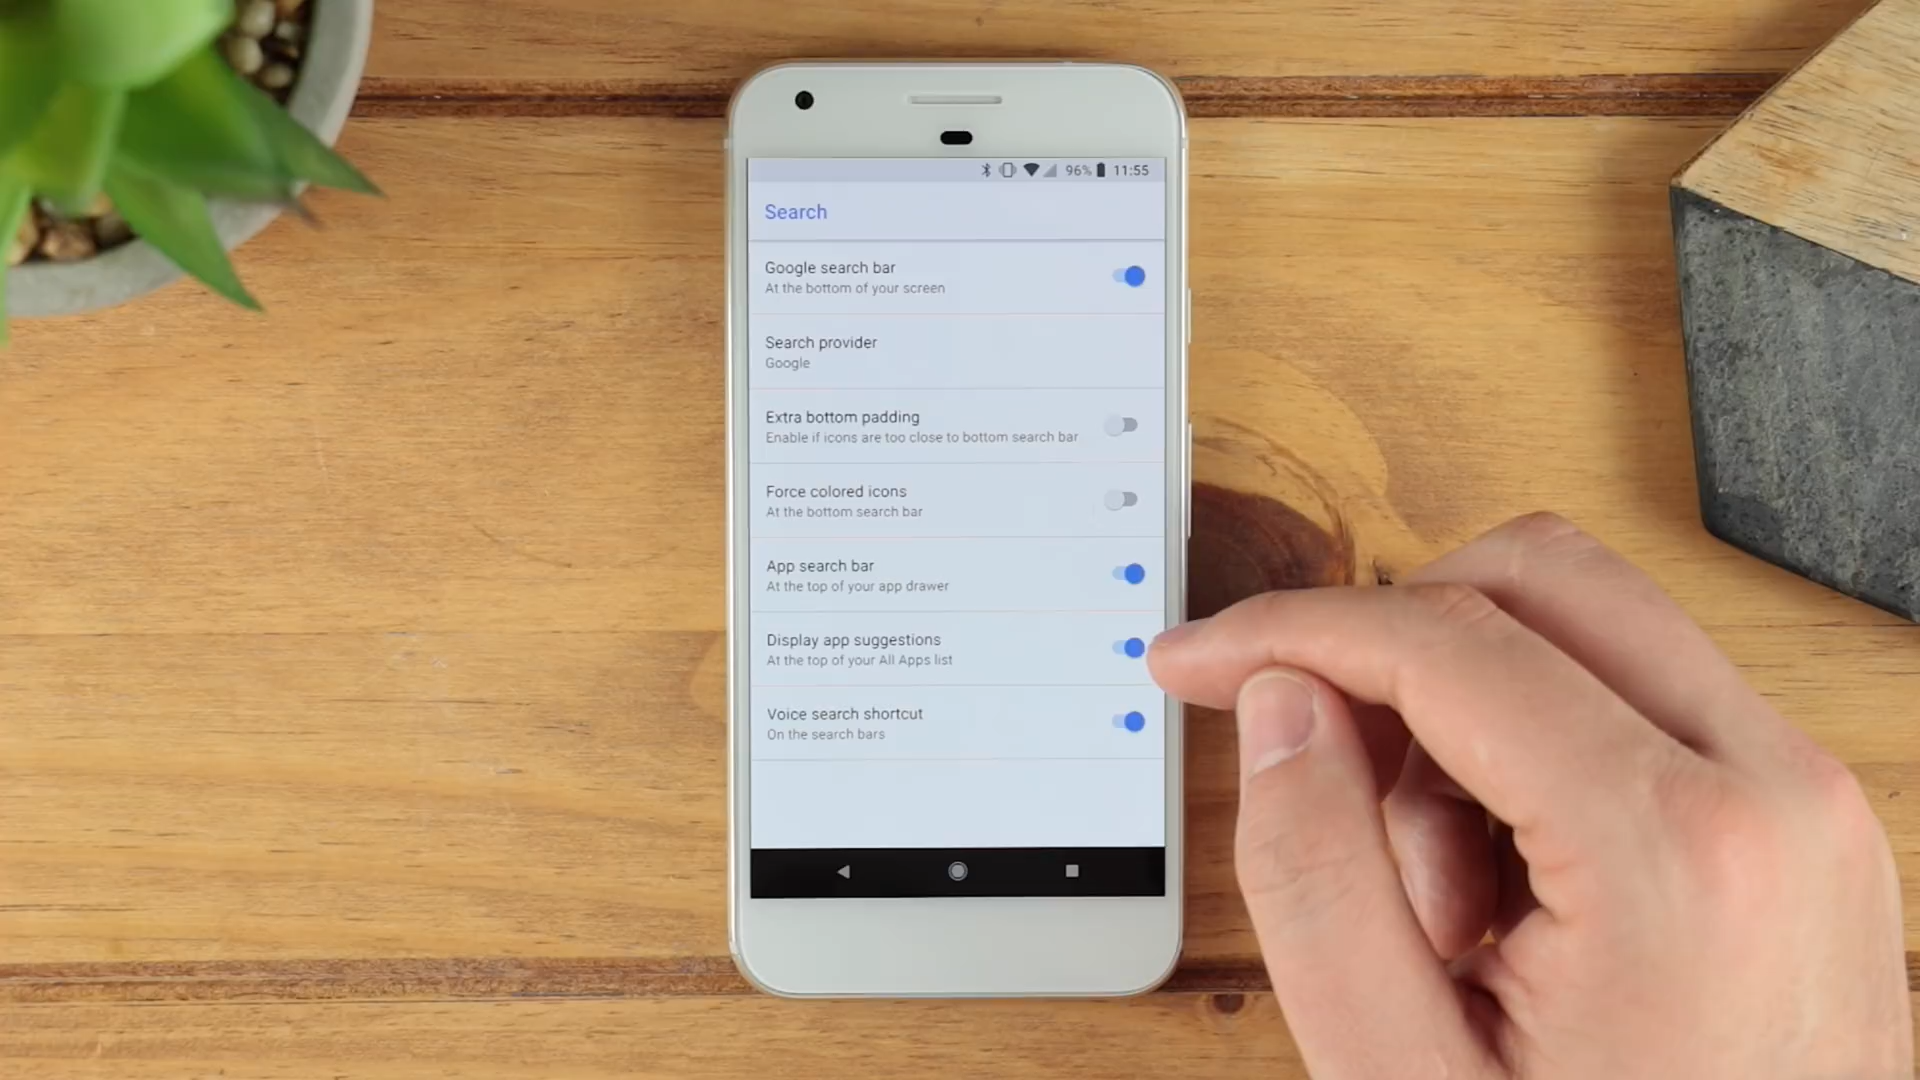 96% 11:55
Search
Google search bar
At the bottom of your screen
Search provider
Google
Extra bottom padding
Enable if icons are too close to bottom search bar
Force colored icons
At the bottom search bar
App search bar
At the top of your app drawer
Display app suggestions
At the top of your All Apps list
Voice search shortcut
On the search bars